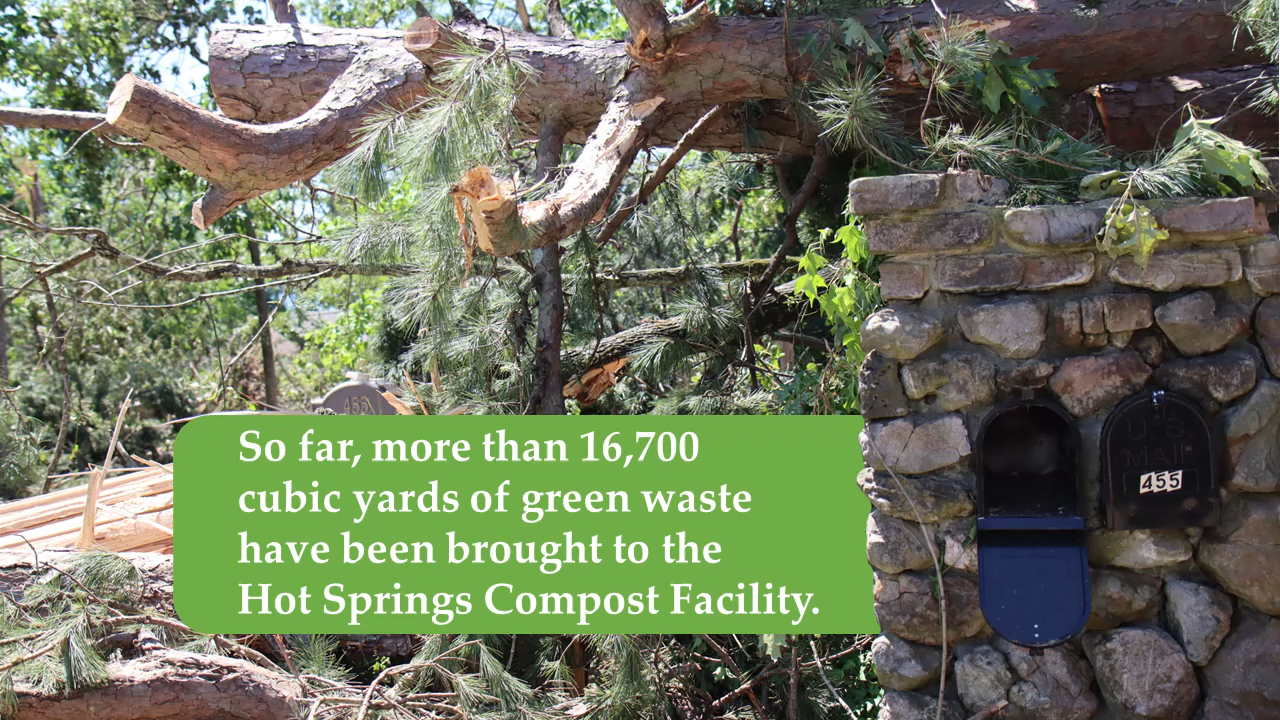 455
So far, more than 16,700
cubic yards of green waste
have been brought to the
Hot Springs Compost Facility.
U.S.
MAIL
455